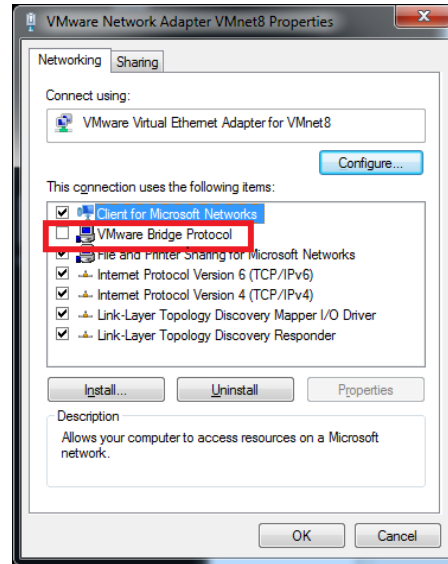 VMware Network Adapter VMnet8 Properties
Networking
Sharing
Connect using:
VMware Virtual Ethernet Adapter for VMnet8
Configure...
This connection uses the following items:
Client for Microsoft Networks
VMware Bridge Protocol
File and Printer Sharing for Microsoft Networks
Internet Protocol Version 6 (TCP/IPv6)
Internet Protocol Version 4 (TCP/IPv4)
Link-Layer Topology Discovery Mapper I/O Driver
Link-Layer Topology Discovery Responder
Install...
Uninstall
Properties
Description
Allows your computer to access resources on a Microsoft
network.
OK
Cancel